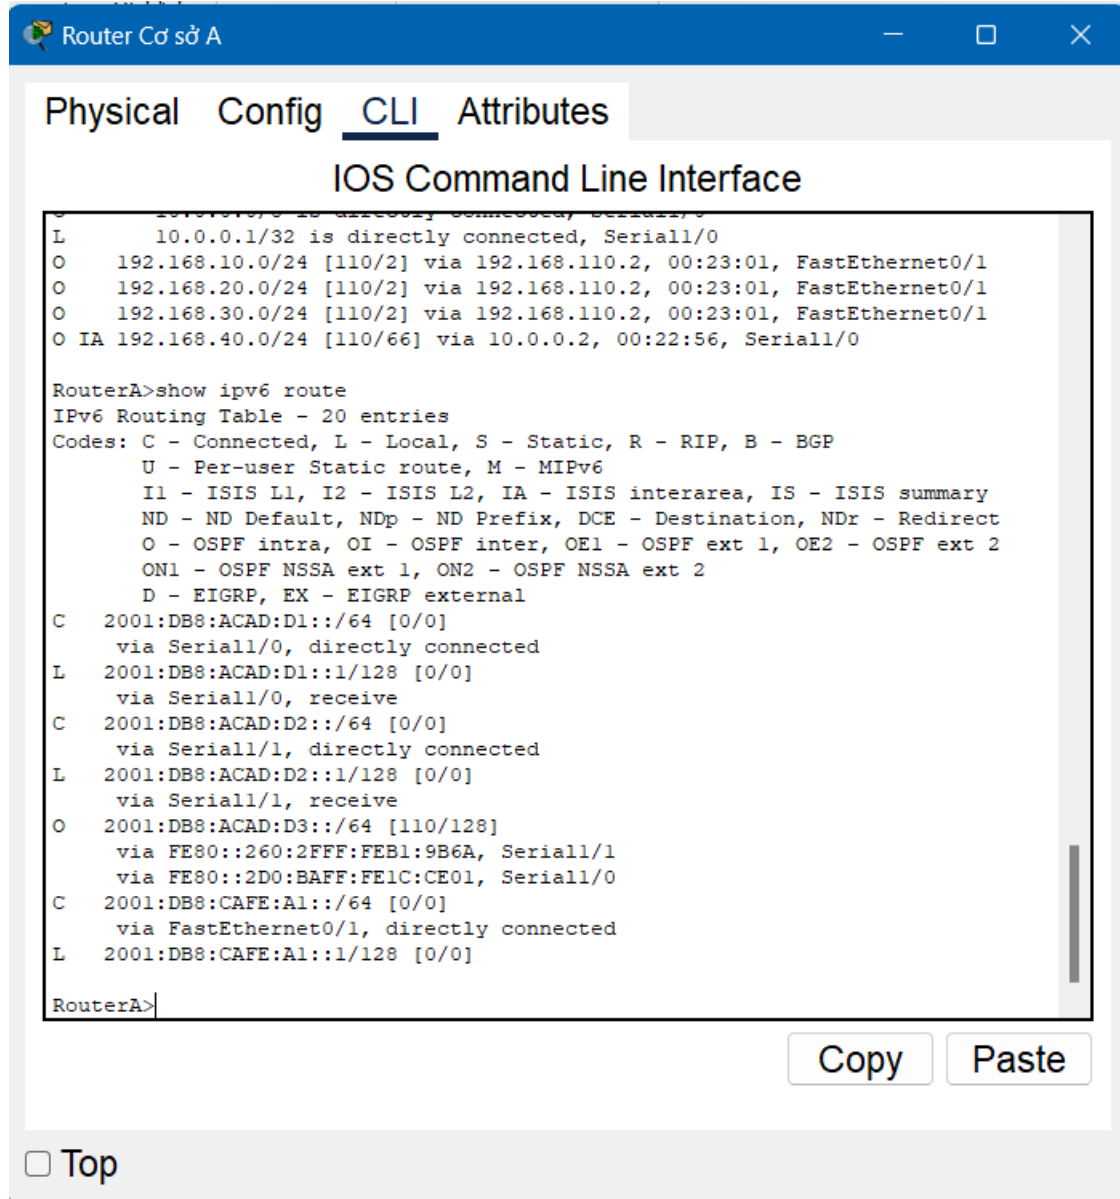 Router Cơ sở A
Physical Config CLI Attributes
IOS Command Line Interface
L 10.0.0.1/32 is directly connected, Serial1/0
O 192.168.10.0/24 [110/2] via 192.168.110.2, 00:23:01, FastEthernet0/1
O 192.168.20.0/24 [110/2] via 192.168.110.2, 00:23:01, FastEthernet0/1
O 192.168.30.0/24 [110/2] via 192.168.110.2, 00:23:01, FastEthernet0/1
O IA 192.168.40.0/24 [110/66] via 10.0.0.2, 00:22:56, Serial1/0
RouterA>show ipv6 route
IPv6 Routing Table - 20 entries
Codes: C - Connected, L - Local, S - Static, R - RIP, B - BGP
U - Per-user Static route, M - MIPv6
I1 - ISIS L1, I2 - ISIS L2, IA - ISIS interarea, IS - ISIS summary
ND - ND Default, NDp - ND Prefix, DCE - Destination, NDr - Redirect
O - OSPF intra, OI - OSPF inter, OE1 - OSPF ext 1, OE2 - OSPF ext 2
ON1 - OSPF NSSA ext 1, ON2 - OSPF NSSA ext 2
D - EIGRP, EX - EIGRP external
C 2001:DB8:ACAD:D1::/64 [0/0]
via Serial1/0, directly connected
L 2001:DB8:ACAD:D1::1/128 [0/0]
via Serial1/0, receive
C 2001:DB8:ACAD:D2::/64 [0/0]
via Serial1/1, directly connected
L 2001:DB8:ACAD:D2::1/128 [0/0]
via Serial1/1, receive
O 2001:DB8:ACAD:D3::/64 [110/128]
via FE80::260:2FFF:FEB1:9B6A, Serial1/1
via FE80::2D0:BAFF:FE1C:CE01, Serial1/0
C 2001:DB8:CAFE:A1::/64 [0/0]
via FastEthernet0/1, directly connected
L 2001:DB8:CAFE:A1::1/128 [0/0]
RouterA>
Copy Paste
Top